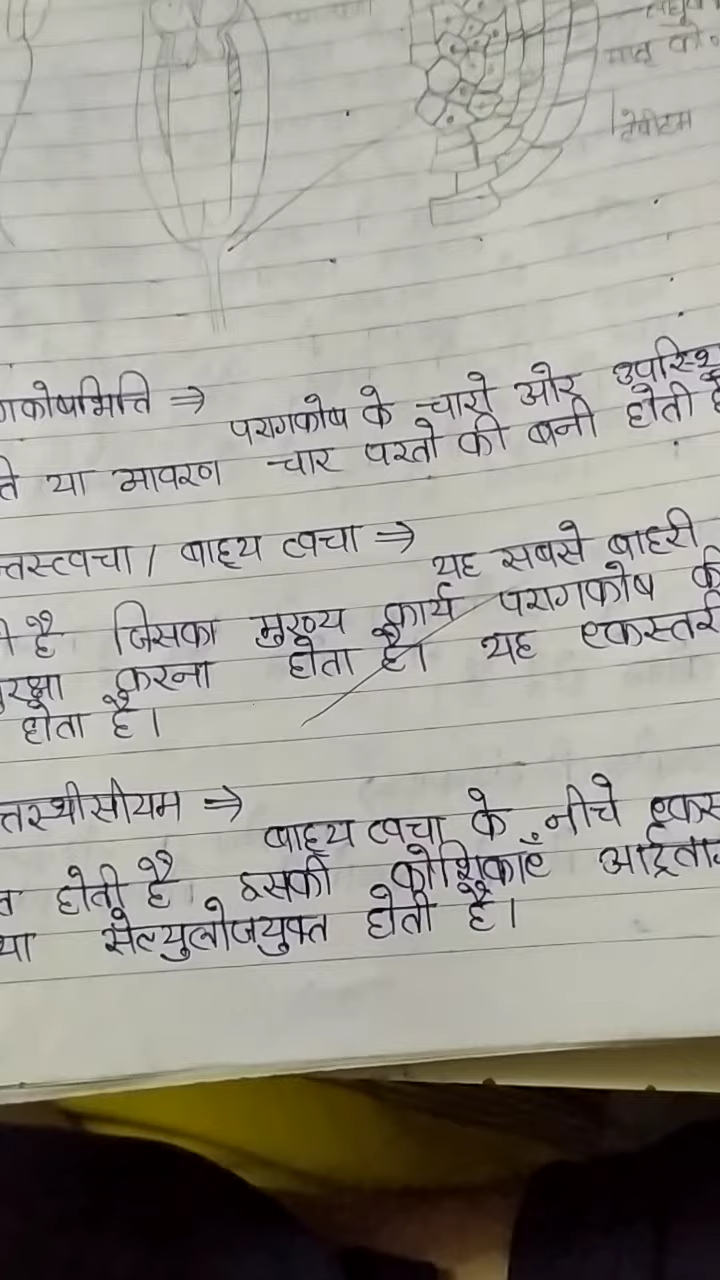 टेपीटम
गकोषभित्ति ⇒
परागकोष के चारो ओर उपस्थि
त्ते या आवरण चार परतो की बनी होती है
न्तस्त्वचा / बाह्य त्वचा ⇒
यह सबसे बाहरी
है जिसका मुख्य कार्य परागकोष की
सुरक्षा करना होता है। यह एकस्तरी
होता है।
तस्थीसीयम ⇒
बाह्य त्वचा के नीचे एकस
त होती है इसकी कोशिकाएँ आर्द्रता
था सेल्युलोजयुक्त होती है।